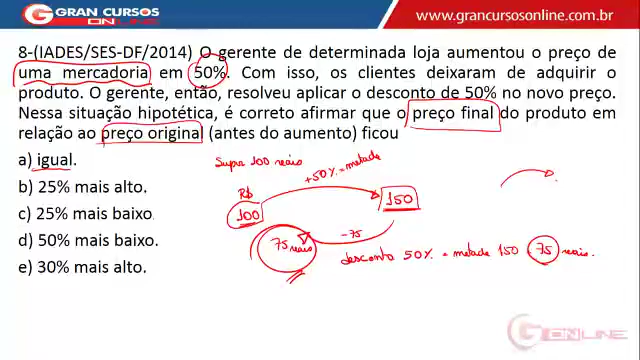 GRAN CURSOS
ONLINE
www.grancursosonline.com.br
8-(IADES/SES-DF/2014) O gerente de determinada loja aumentou o preço de
uma mercadoria em 50%. Com isso, os clientes deixaram de adquirir o
produto. O gerente, então, resolveu aplicar o desconto de 50% no novo preço.
Nessa situação hipotética, é correto afirmar que o preço final do produto em
relação ao preço original (antes do aumento) ficou
a) igual.
b) 25% mais alto.
c) 25% mais baixo
d) 50% mais baixo.
e) 30% mais alto.
Supor 100 reais
+50% = metade
R$
100
150
-75
75 reais
desconto 50% = metade 150 = 75 reais.
G ONLINE